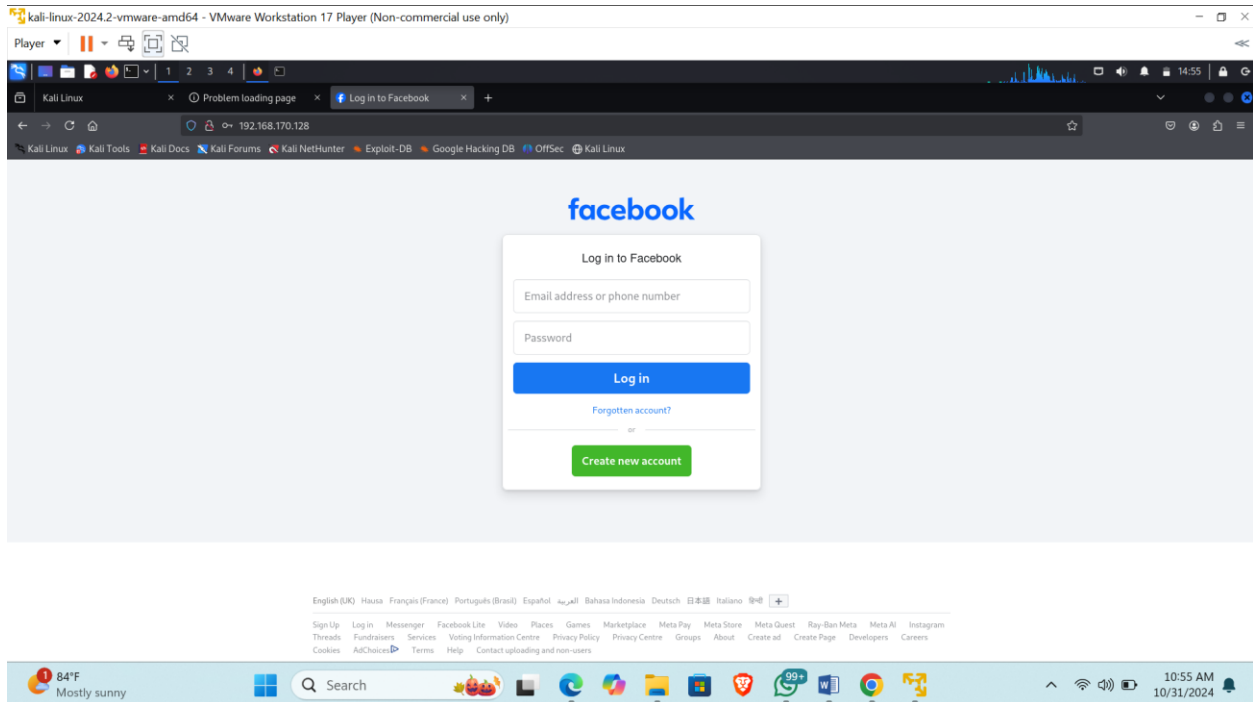 kali-linux-2024.2-vmware-amd64 - VMware Workstation 17 Player (Non-commercial use only)
Player
1 2 3 4 14:55
Kali Linux Problem loading page Log in to Facebook
192.168.170.128
Kali Linux Kali Tools Kali Docs Kali Forums Kali NetHunter Exploit-DB Google Hacking DB OffSec Kali Linux
facebook
Log in to Facebook
Email address or phone number
Password
Log in
Forgotten account?
or
Create new account
English (UK) Hausa Français (France) Português (Brasil) Español العربية Bahasa Indonesia Deutsch 日本語 Italiano हिन्दी +
Sign Up Log in Messenger Facebook Lite Video Places Games Marketplace Meta Pay Meta Store Meta Quest Ray-Ban Meta Meta AI Instagram
Threads Fundraisers Services Voting Information Centre Privacy Policy Privacy Centre Groups About Create ad Create Page Developers Careers
Cookies AdChoices Terms Help Contact uploading and non-users
1 84°F
Mostly sunny
Search
99+
10:55 AM
10/31/2024